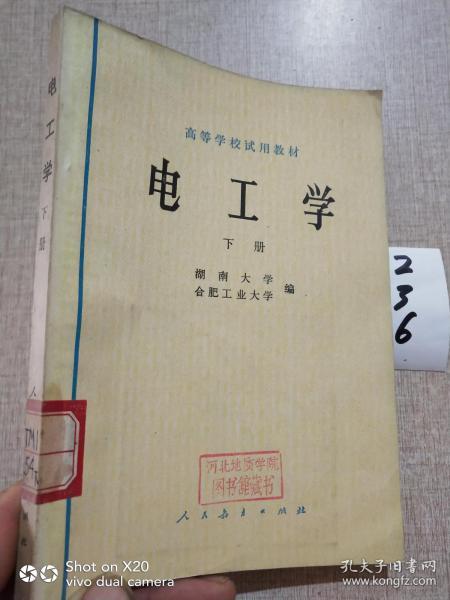 高等学校试用教材
电工学
下册
湖南大学
合肥工业大学 编
河北地质学院
图书馆藏书
人民教育出版社
电工学 下册
人
TM1
236
Shot on X20
vivo dual camera
孔夫子旧书网
www.kongfz.com